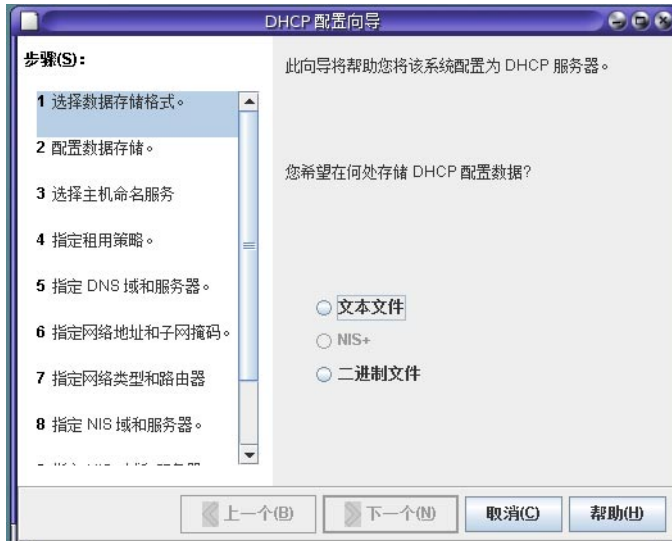 DHCP 配置向导
步骤(S):
1 选择数据存储格式。
2 配置数据存储。
3 选择主机命名服务
4 指定租用策略。
5 指定 DNS 域和服务器。
6 指定网络地址和子网掩码。
7 指定网络类型和路由器
8 指定 NIS 域和服务器。
此向导将帮助您将该系统配置为 DHCP 服务器。
您希望在何处存储 DHCP 配置数据?
文本文件
NIS+
二进制文件
上一个(B)
下一个(N)
取消(C)
帮助(H)